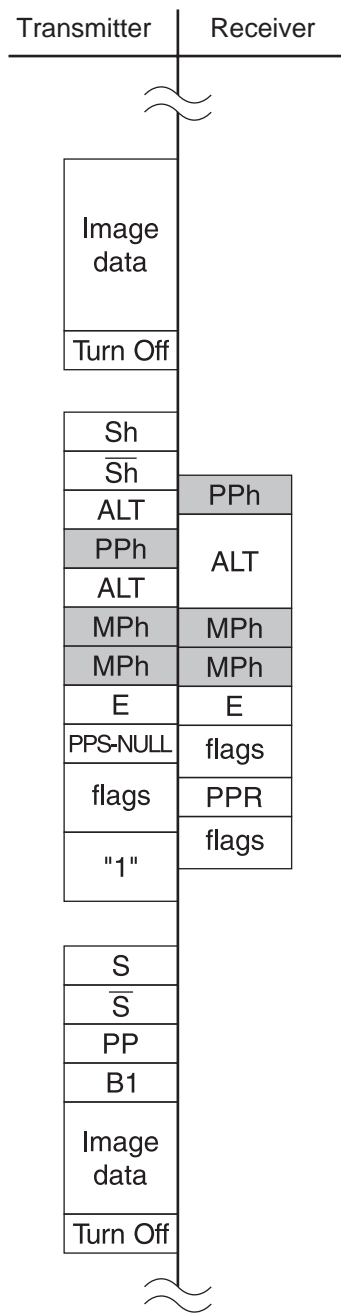 Transmitter Receiver
Image
data
Turn Off
Sh
S̅h̅
PPh
ALT
PPh
ALT
ALT
MPh MPh
MPh MPh
E E
PPS-NULL flags
flags PPR
flags
"1"
S
S̅
PP
B1
Image
data
Turn Off